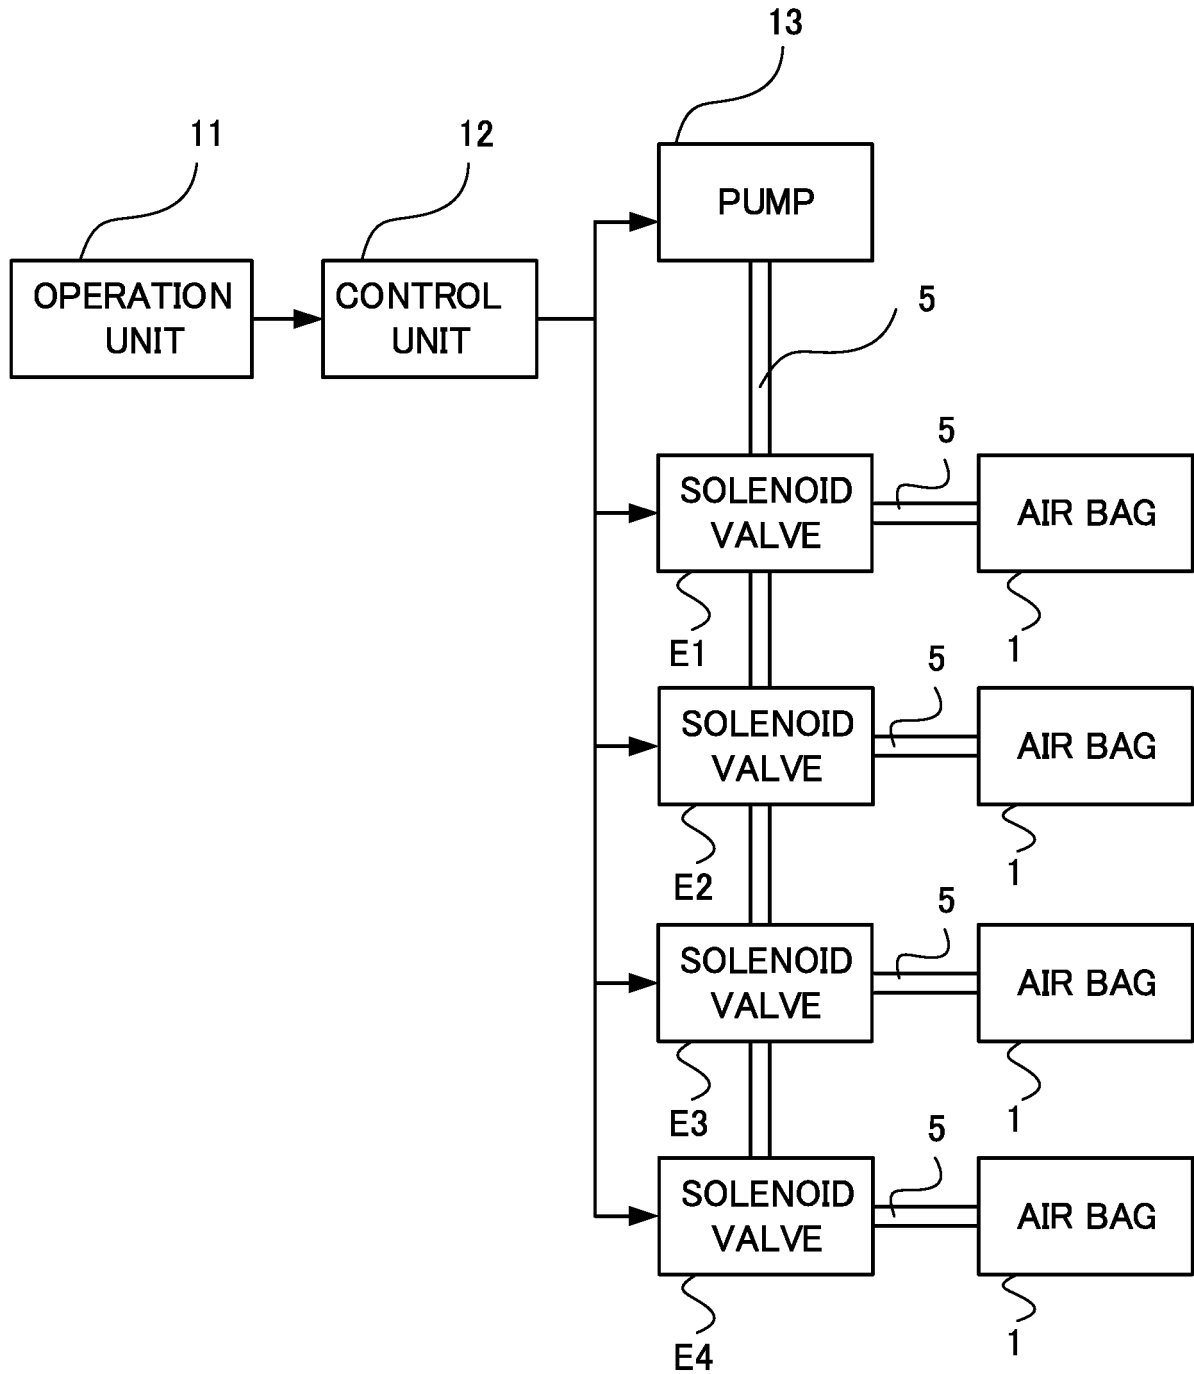 13
11
12
PUMP
OPERATION
UNIT
CONTROL
UNIT
5
5
SOLENOID
VALVE
AIR BAG
E1
1
5
SOLENOID
VALVE
AIR BAG
E2
1
5
SOLENOID
VALVE
AIR BAG
E3
1
5
SOLENOID
VALVE
AIR BAG
E4
1